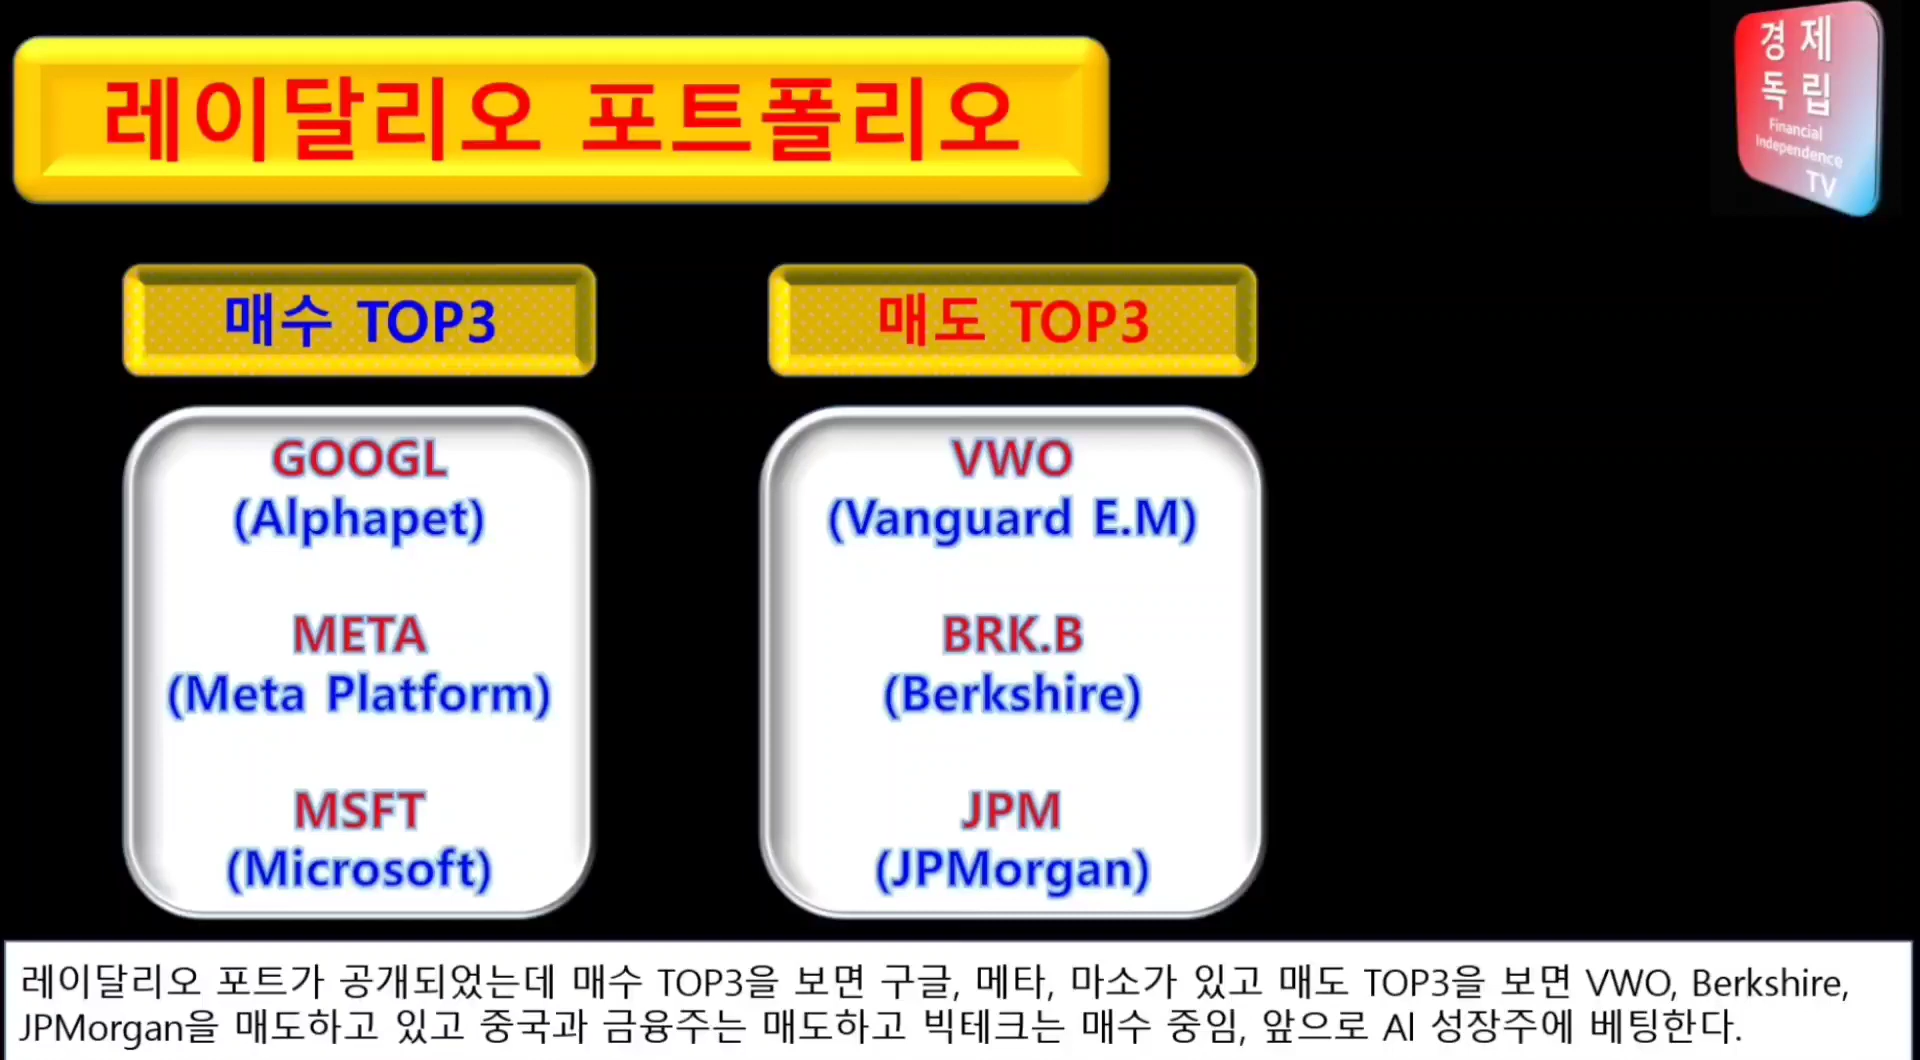 레이달리오 포트폴리오
경제
독립
Financial
Independence
TV
매수 TOP3
매도 TOP3
GOOGL
(Alphapet)
META
(Meta Platform)
MSFT
(Microsoft)
VWO
(Vanguard E.M)
BRK.B
(Berkshire)
JPM
(JPMorgan)
레이달리오 포트가 공개되었는데 매수 TOP3을 보면 구글, 메타, 마소가 있고 매도 TOP3을 보면 VWO, Berkshire,
JPMorgan을 매도하고 있고 중국과 금융주는 매도하고 빅테크는 매수 중임, 앞으로 AI 성장주에 베팅한다.